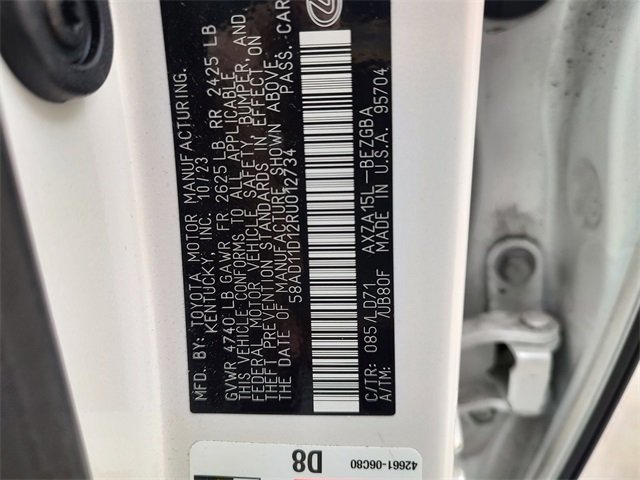 MFD. BY: TOYOTA MOTOR MANUFACTURING.
KENTUCKY, INC. 10/23
GVWR 4740 LB GAWR FR 2625 LB RR 2425 LB
THIS VEHICLE CONFORMS TO ALL APPLICABLE
FEDERAL MOTOR VEHICLE SAFETY, BUMPER, AND
THEFT PREVENTION STANDARDS IN EFFECT ON
THE DATE OF MANUFACTURE SHOWN ABOVE.
58AD11D12RU012734 PASS. CAR
C/TR: 085/LD71 AXZA15L-BEZGBA
A/TM: /UB80F MADE IN U.S.A. 95704
D8
42661-06C80